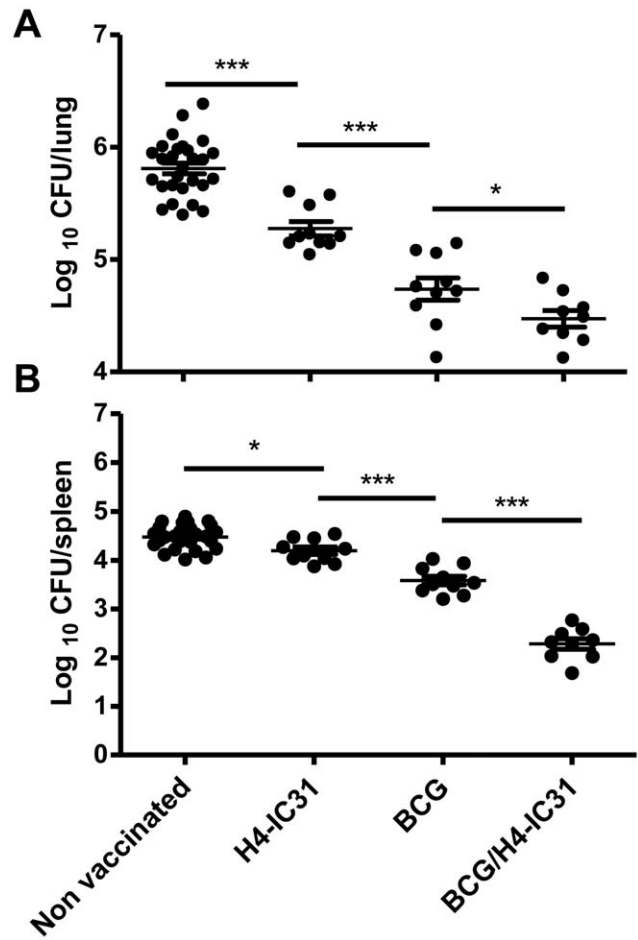 A
7
6
5
4
Log 10 CFU/lung
***
***
*
B
7
6
5
4
3
2
1
0
Log 10 CFU/spleen
*
***
***
Non vaccinated
H4-IC31
BCG
BCG/H4-IC31